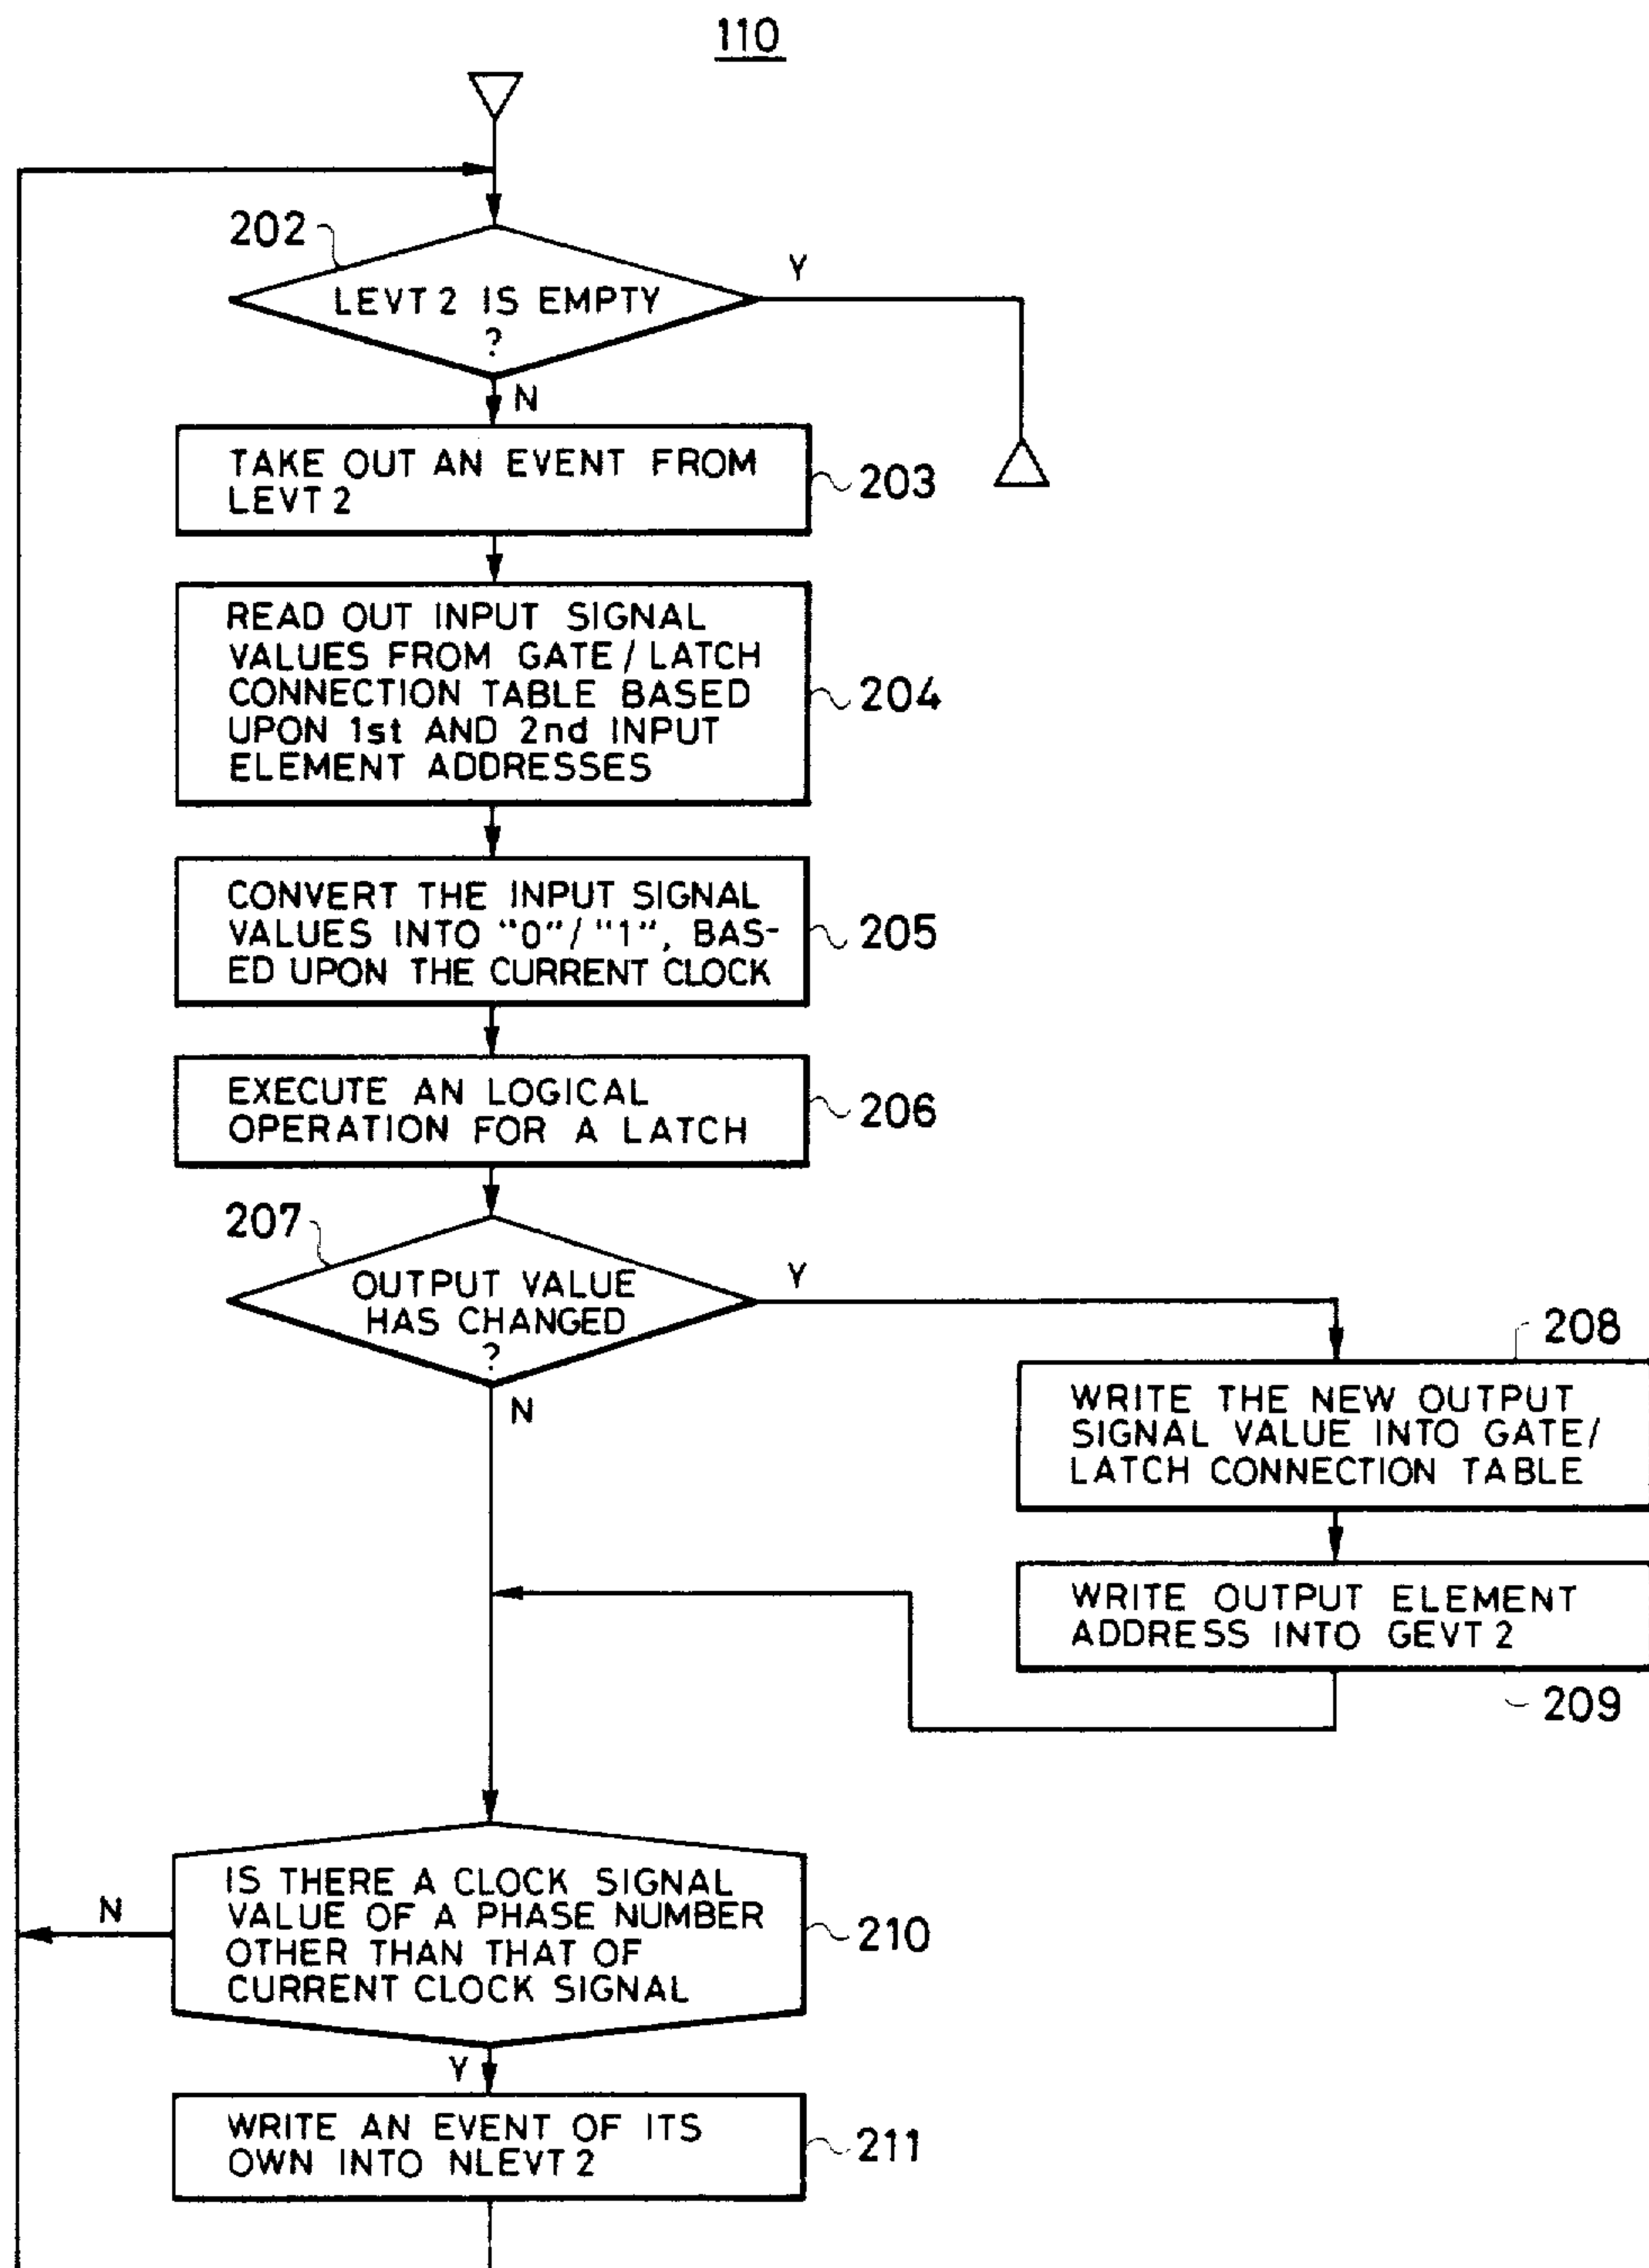 110
202
LEVT 2 IS EMPTY
?
Y
N
TAKE OUT AN EVENT FROM
LEVT 2
203
READ OUT INPUT SIGNAL
VALUES FROM GATE / LATCH
CONNECTION TABLE BASED
UPON 1st AND 2nd INPUT
ELEMENT ADDRESSES
204
CONVERT THE INPUT SIGNAL
VALUES INTO "0" / "1", BAS-
ED UPON THE CURRENT CLOCK
205
EXECUTE AN LOGICAL
OPERATION FOR A LATCH
206
207
OUTPUT VALUE
HAS CHANGED
?
Y
N
208
WRITE THE NEW OUTPUT
SIGNAL VALUE INTO GATE/
LATCH CONNECTION TABLE
WRITE OUTPUT ELEMENT
ADDRESS INTO GEVT 2
209
IS THERE A CLOCK SIGNAL
VALUE OF A PHASE NUMBER
OTHER THAN THAT OF
CURRENT CLOCK SIGNAL
210
N
Y
WRITE AN EVENT OF ITS
OWN INTO NLEVT 2
211